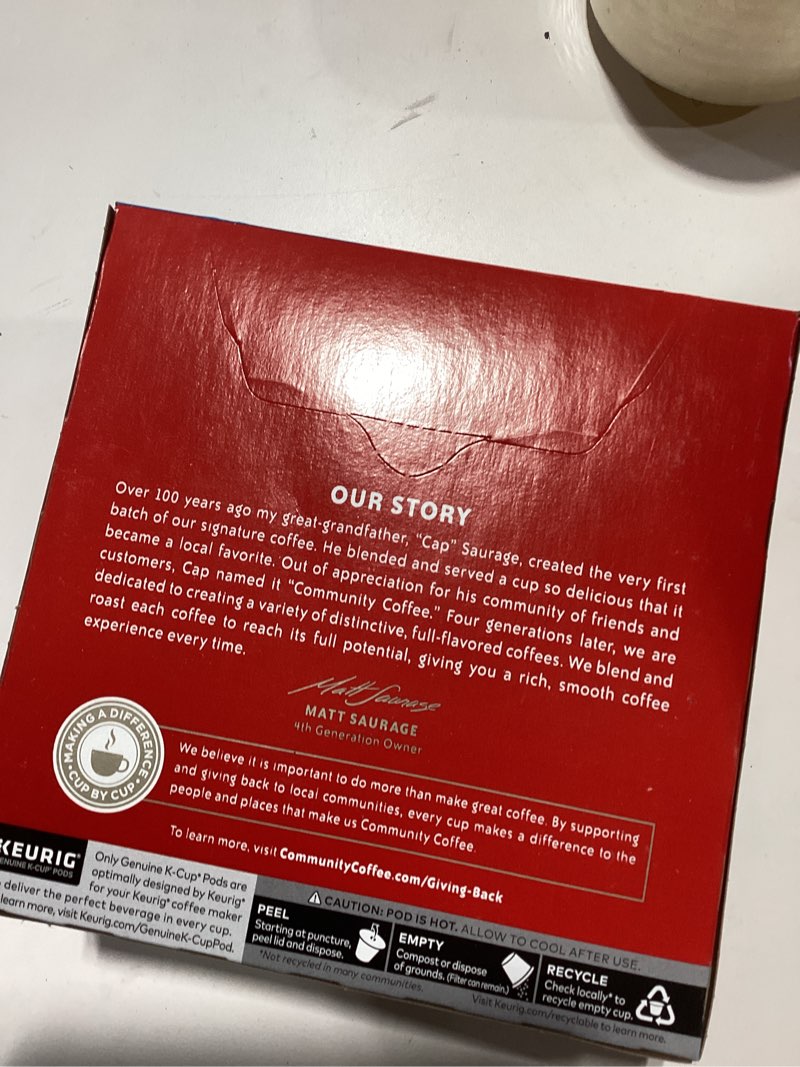 OUR STORY
Over 100 years ago my great-grandfather, "Cap" Saurage, created the very first
batch of our signature coffee. He blended and served a cup so delicious that it
became a local favorite. Out of appreciation for his community of friends and
customers, Cap named it "Community Coffee." Four generations later, we are
dedicated to creating a variety of distinctive, full-flavored coffees. We blend and
roast each coffee to reach its full potential, giving you a rich, smooth coffee
experience every time.
Matt Saurage
MATT SAURAGE
4th Generation Owner
MAKING A DIFFERENCE
• CUP BY CUP •
We believe it is important to do more than make great coffee. By supporting
and giving back to local communities, every cup makes a difference to the
people and places that make us Community Coffee.
To learn more, visit CommunityCoffee.com/Giving-Back
KEURIG®
GENUINE K-CUP® PODS
Only Genuine K-Cup® Pods are
optimally designed by Keurig®
for your Keurig® coffee maker
deliver the perfect beverage in every cup.
learn more, visit Keurig.com/GenuineK-CupPod.
⚠ CAUTION: POD IS HOT. ALLOW TO COOL AFTER USE.
PEEL
Starting at puncture,
peel lid and dispose.
EMPTY
Compost or dispose
of grounds. (Filter can remain.)
RECYCLE
Check locally* to
recycle empty cup.
*Not recycled in many communities.
Visit Keurig.com/recyclable to learn more.